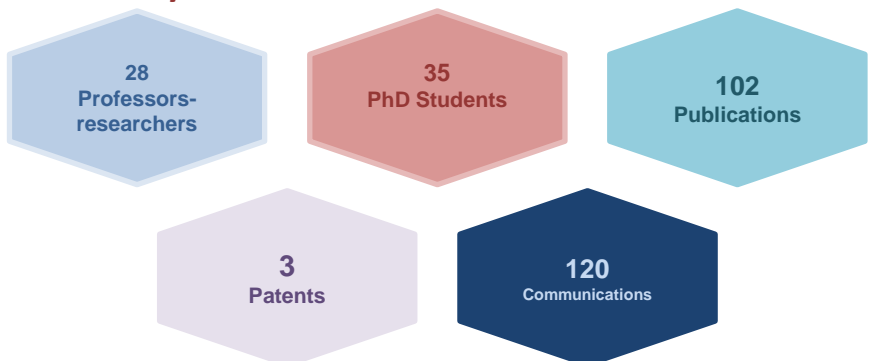 28
Professors-
researchers
35
PhD Students
102
Publications
3
Patents
120
Communications